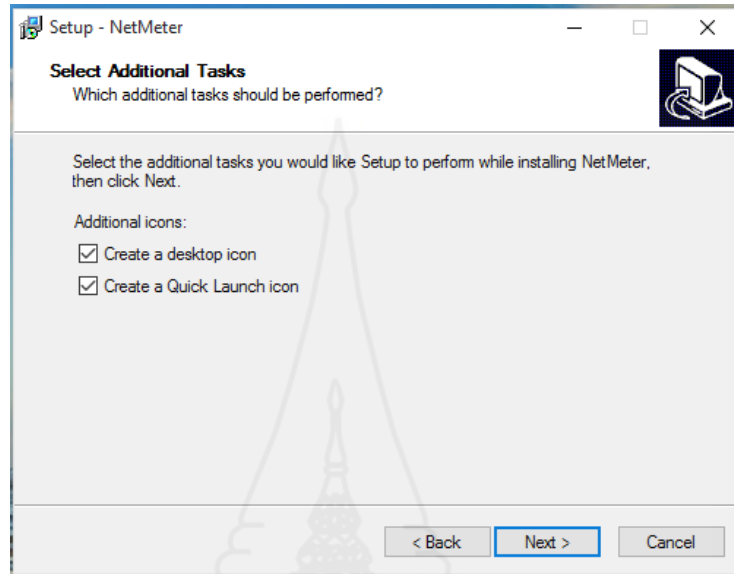 Setup - NetMeter
Select Additional Tasks
Which additional tasks should be performed?
Select the additional tasks you would like Setup to perform while installing NetMeter,
then click Next.
Additional icons:
Create a desktop icon
Create a Quick Launch icon
< Back
Next >
Cancel